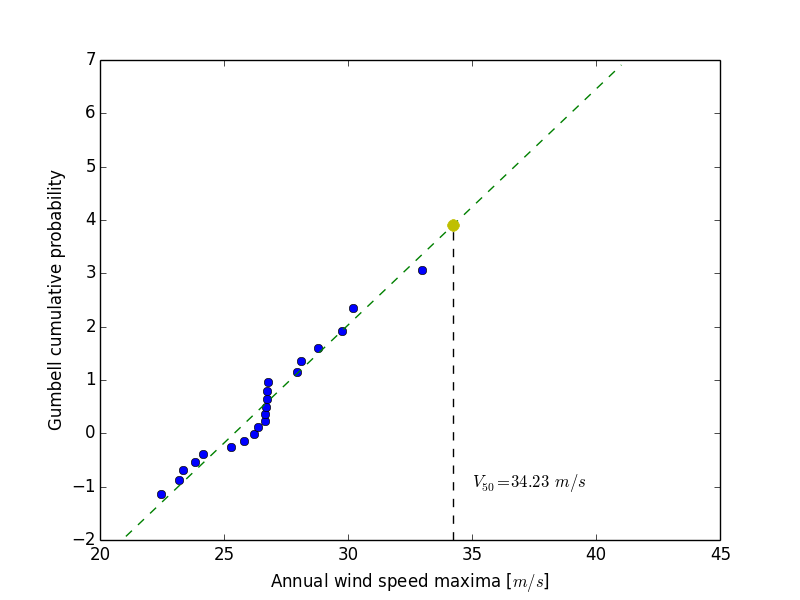 7
6
5
4
3
2
1
0
−1
−2
Gumbell cumulative probability
V50=34.23 m/s
20 25 30 35 40 45
Annual wind speed maxima [m/s]